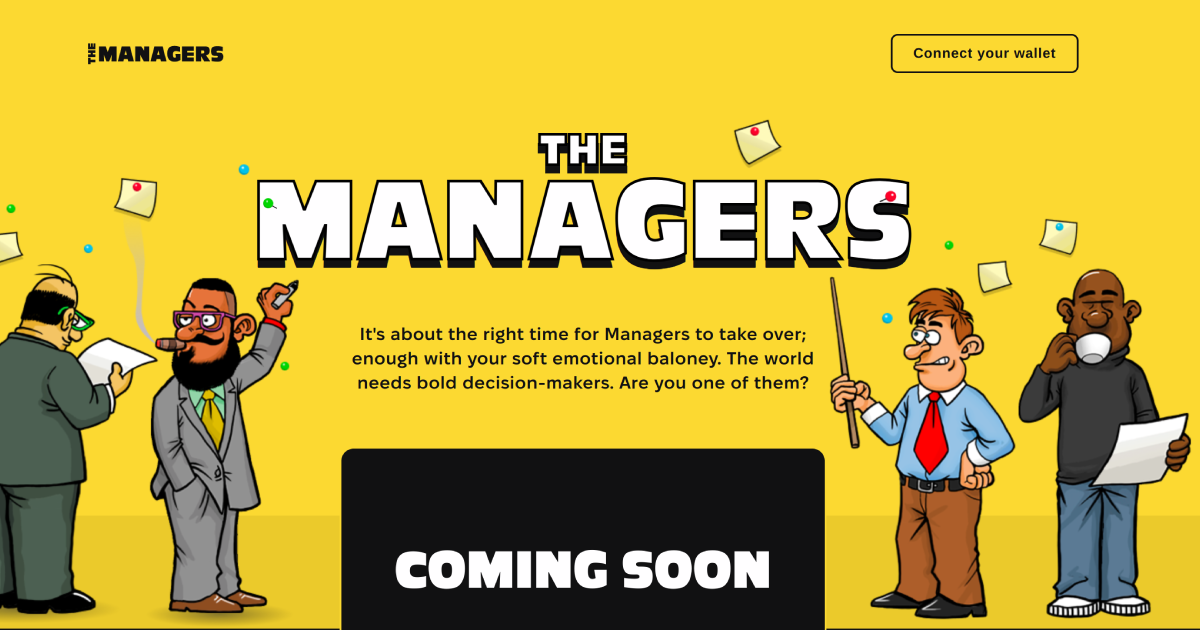 THE MANAGERS
Connect your wallet
THE
MANAGERS
It's about the right time for Managers to take over;
enough with your soft emotional baloney. The world
needs bold decision-makers. Are you one of them?
COMING SOON